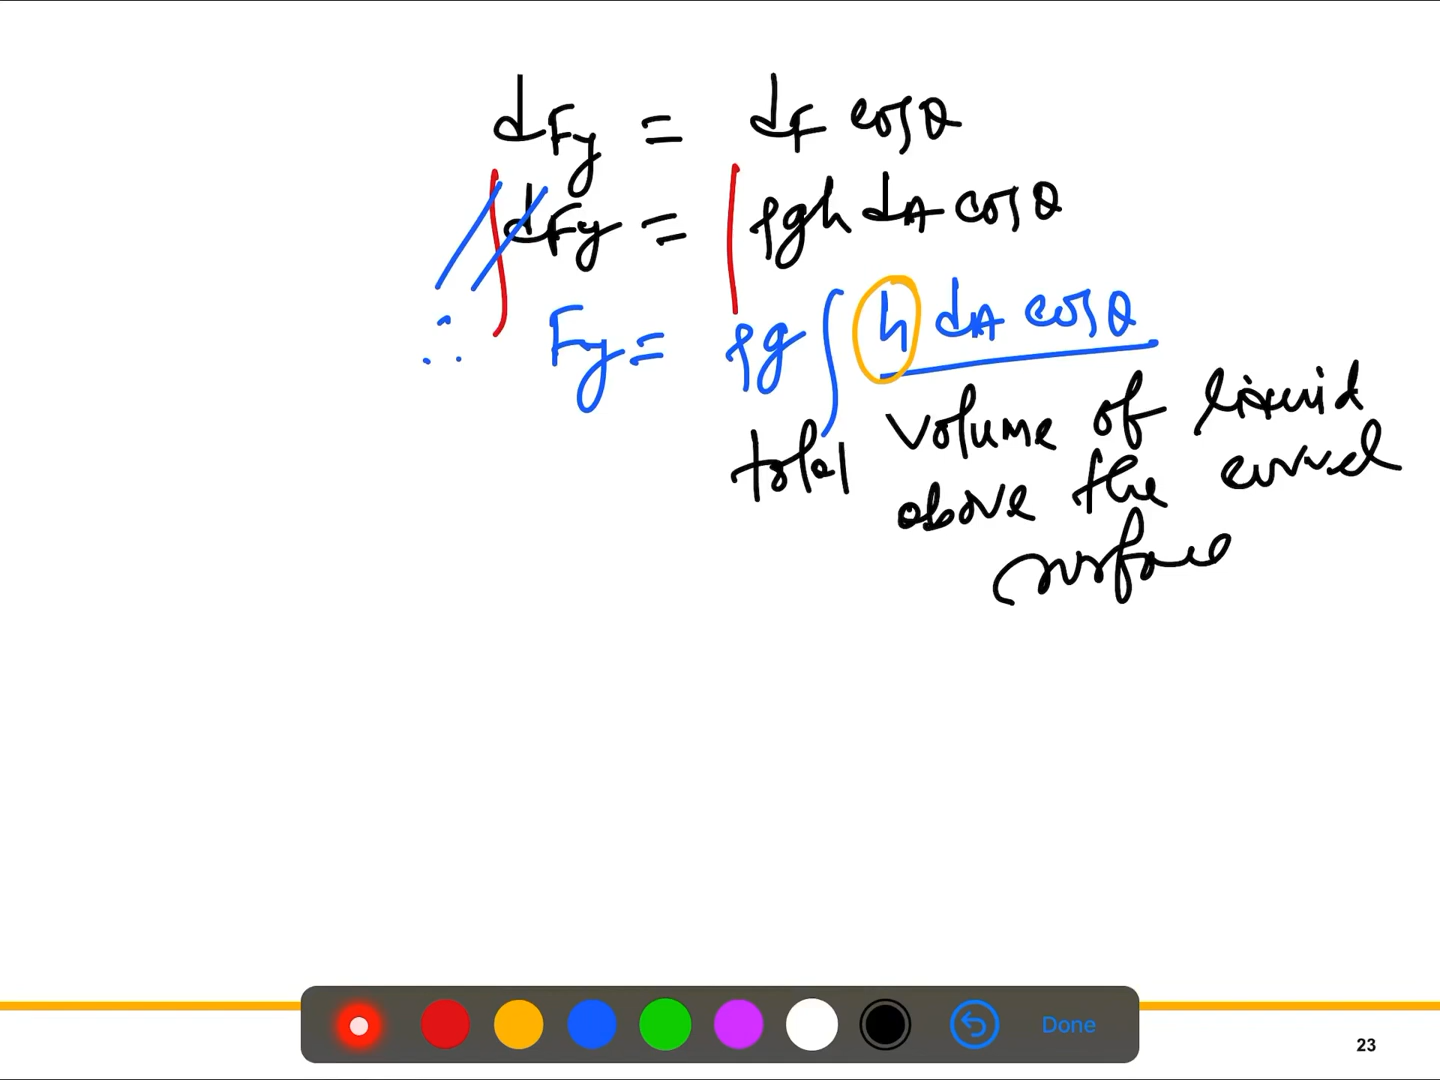 dFy = dF cosθ
∫dFy = ∫ρgh dA cosθ
∴ Fy = ρg ∫ h dA cosθ
total volume of liquid
above the curved
surface
Done
23